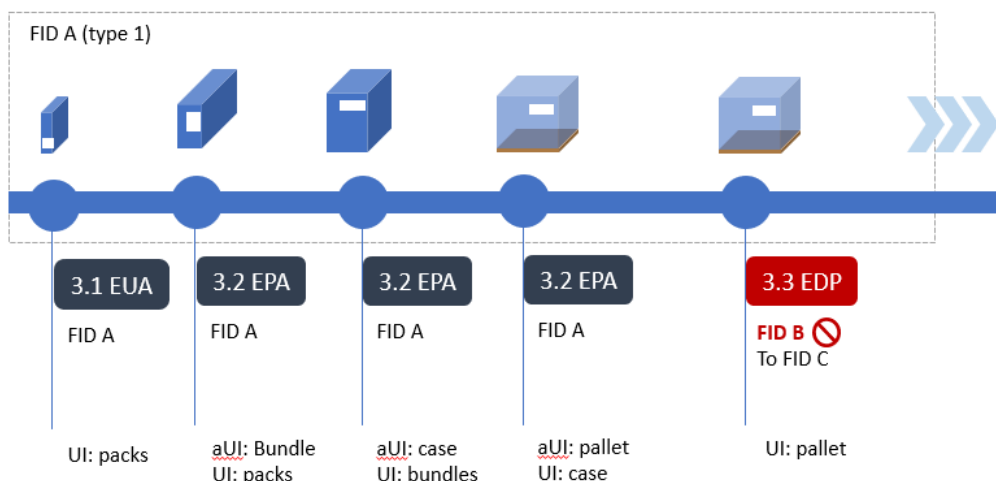 FID A (type 1)
3.1 EUA
3.2 EPA
3.2 EPA
3.2 EPA
3.3 EDP
FID A
FID A
FID A
FID A
FID B
To FID C
UI: packs
aUI: Bundle
UI: packs
aUI: case
UI: bundles
aUI: pallet
UI: case
UI: pallet